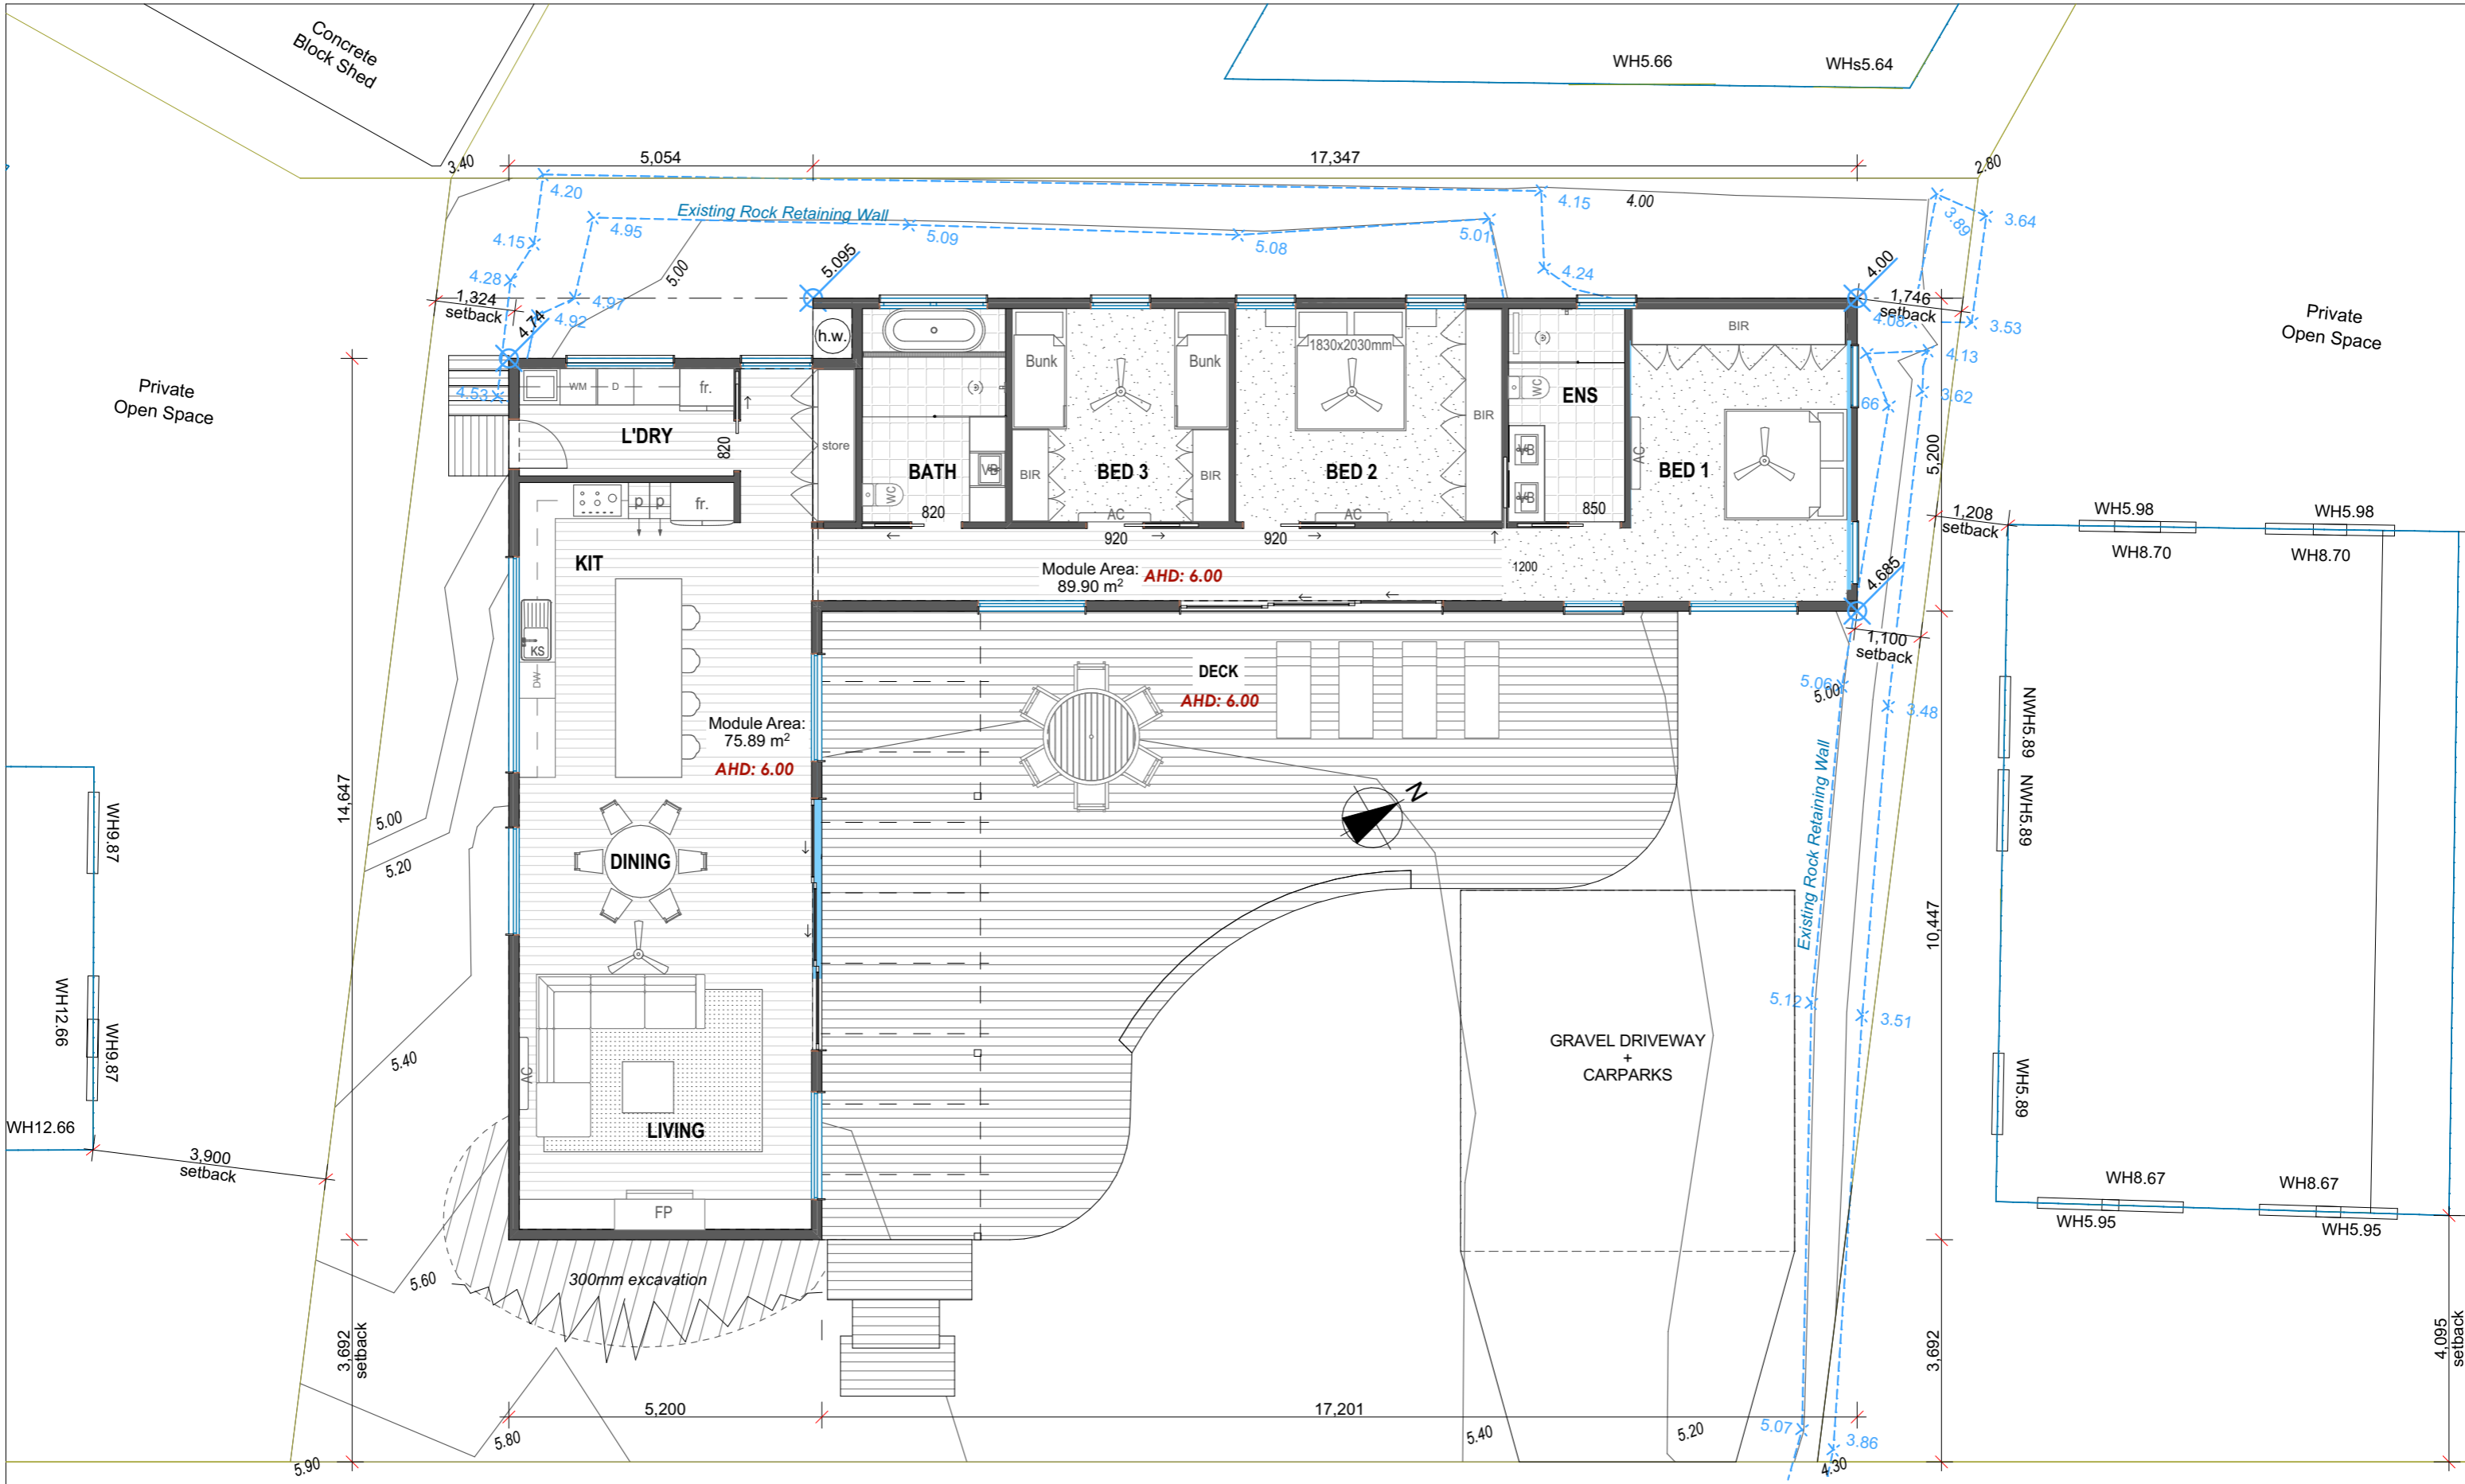 Concrete
Block Shed
WH5.66
WHs5.64
3.40
5,054
17,347
2.80
4.20
Existing Rock Retaining Wall
4.15
4.00
3.89
3.64
4.95
5.09
5.08
5.01
4.15
4.28
5.00
5.095
4.24
4.00
1,324
setback
4.97
4.92
4.74
1,746
setback
4.08
3.53
Private
Open Space
h.w.
BIR
Bunk
Bunk
1830x2030mm
4.13
Private
Open Space
4.53
WM
D
fr.
WC
ENS
66
3.62
L'DRY
820
store
BATH
VB
BIR
BED 3
BIR
BED 2
BIR
VB
AC
BED 1
5,200
p
p
fr.
WC
820
AC
AC
VB
850
1,208
setback
WH5.98
WH5.98
WH8.70
WH8.70
KIT
920
920
Module Area:
89.90 m²
AHD: 6.00
1200
4.685
KS
DW
1,100
setback
DECK
AHD: 6.00
5.06
5.00
3.48
Module Area:
75.89 m²
AHD: 6.00
NWH5.89
NWH5.89
N
14,647
WH9.87
5.00
5.20
DINING
Existing Rock Retaining Wall
10,447
WH12.66
WH9.87
5.12
3.51
5.40
AC
GRAVEL DRIVEWAY
+
CARPARKS
WH5.89
WH12.66
LIVING
3,900
setback
WH8.67
WH8.67
FP
WH5.95
WH5.95
5.60
300mm excavation
3,692
setback
3,692
4,095
setback
5,200
17,201
5.80
5.40
5.20
5.07
3.86
5.90
4.30